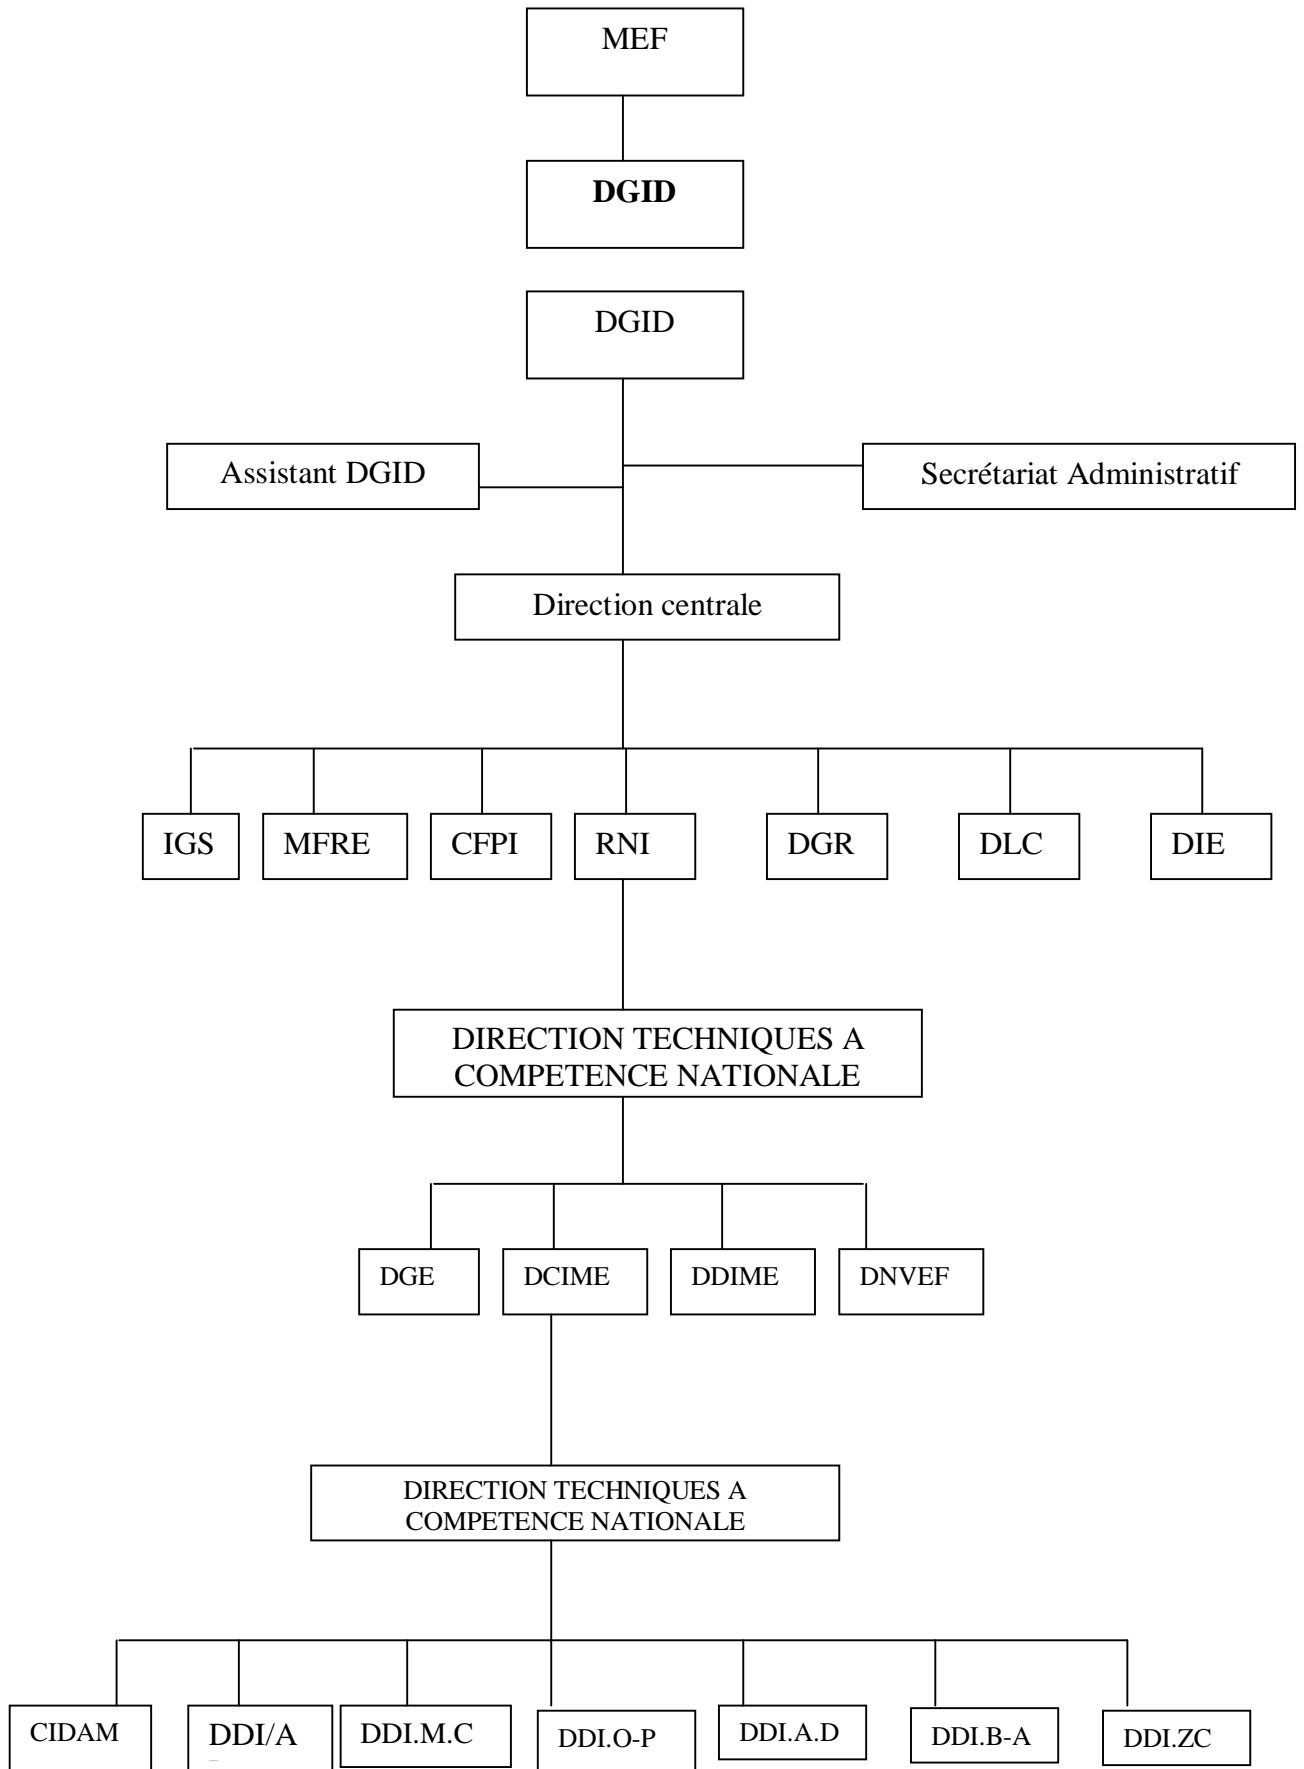 MEF
DGID
DGID
Assistant DGID
Secrétariat Administratif
Direction centrale
IGS
MFRE
CFPI
RNI
DGR
DLC
DIE
DIRECTION TECHNIQUES A
COMPETENCE NATIONALE
DGE
DCIME
DDIME
DNVEF
DIRECTION TECHNIQUES A
COMPETENCE NATIONALE
CIDAM
DDI/A
DDI.M.C
DDI.O-P
DDI.A.D
DDI.B-A
DDI.ZC